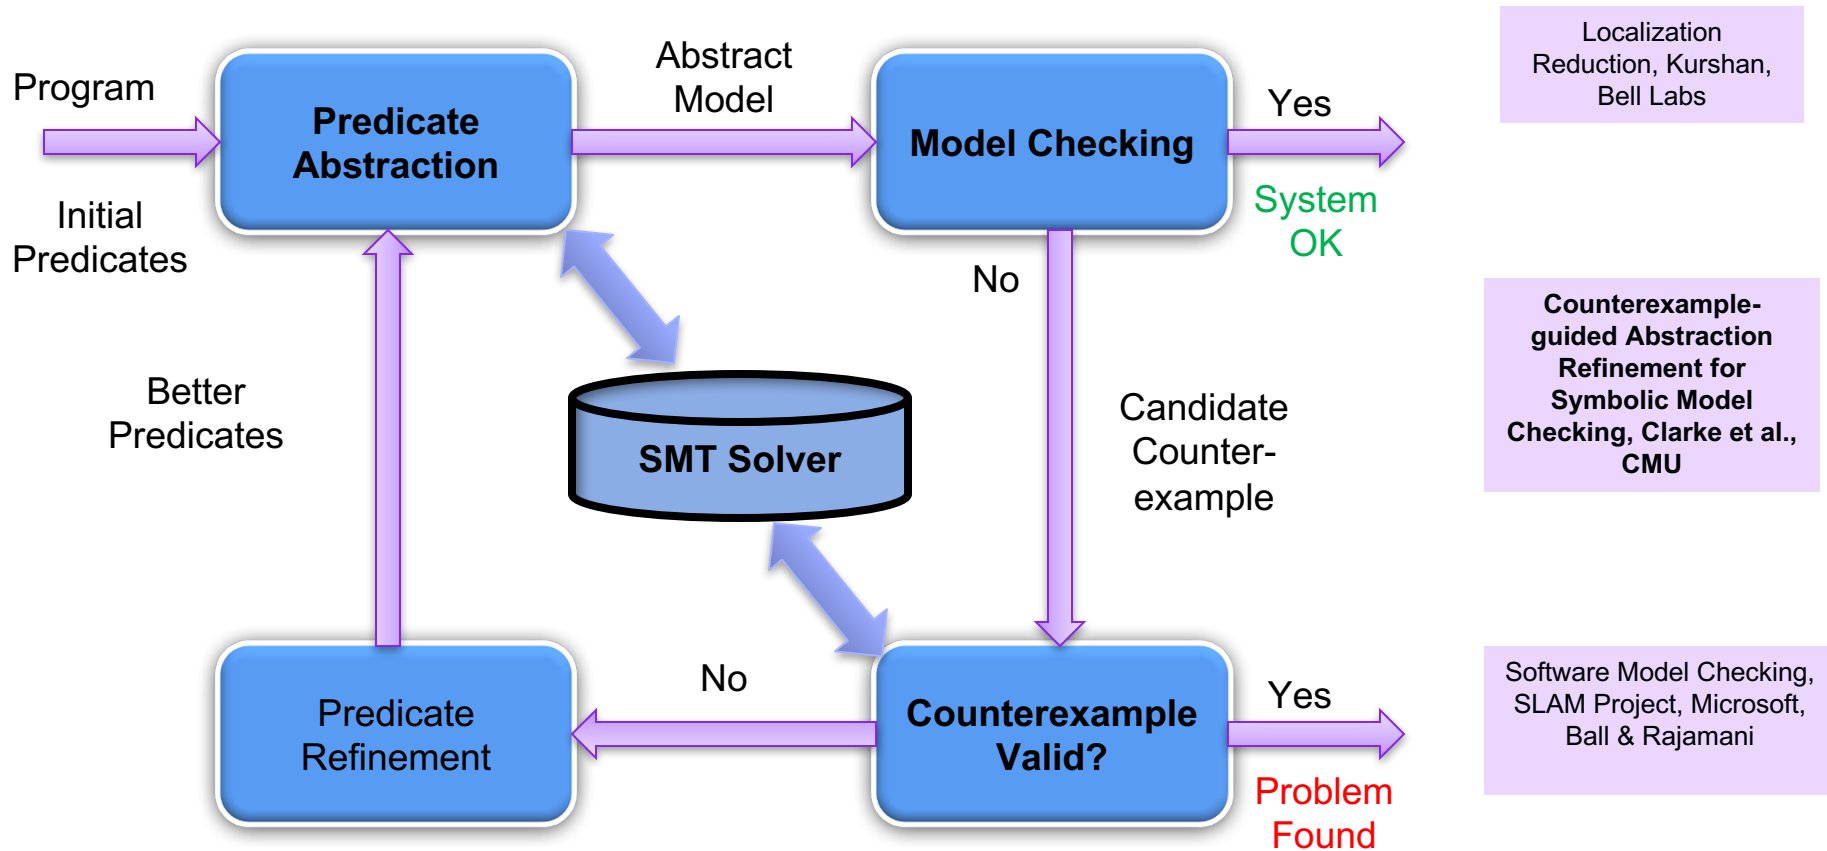 Program
Initial
Predicates
Predicate
Abstraction
Abstract
Model
Model Checking
Yes
System
OK
No
Candidate
Counter-
example
Better
Predicates
SMT Solver
Predicate
Refinement
No
Counterexample
Valid?
Yes
Problem
Found
Localization
Reduction, Kurshan,
Bell Labs
Counterexample-
guided Abstraction
Refinement for
Symbolic Model
Checking, Clarke et al.,
CMU
Software Model Checking,
SLAM Project, Microsoft,
Ball & Rajamani